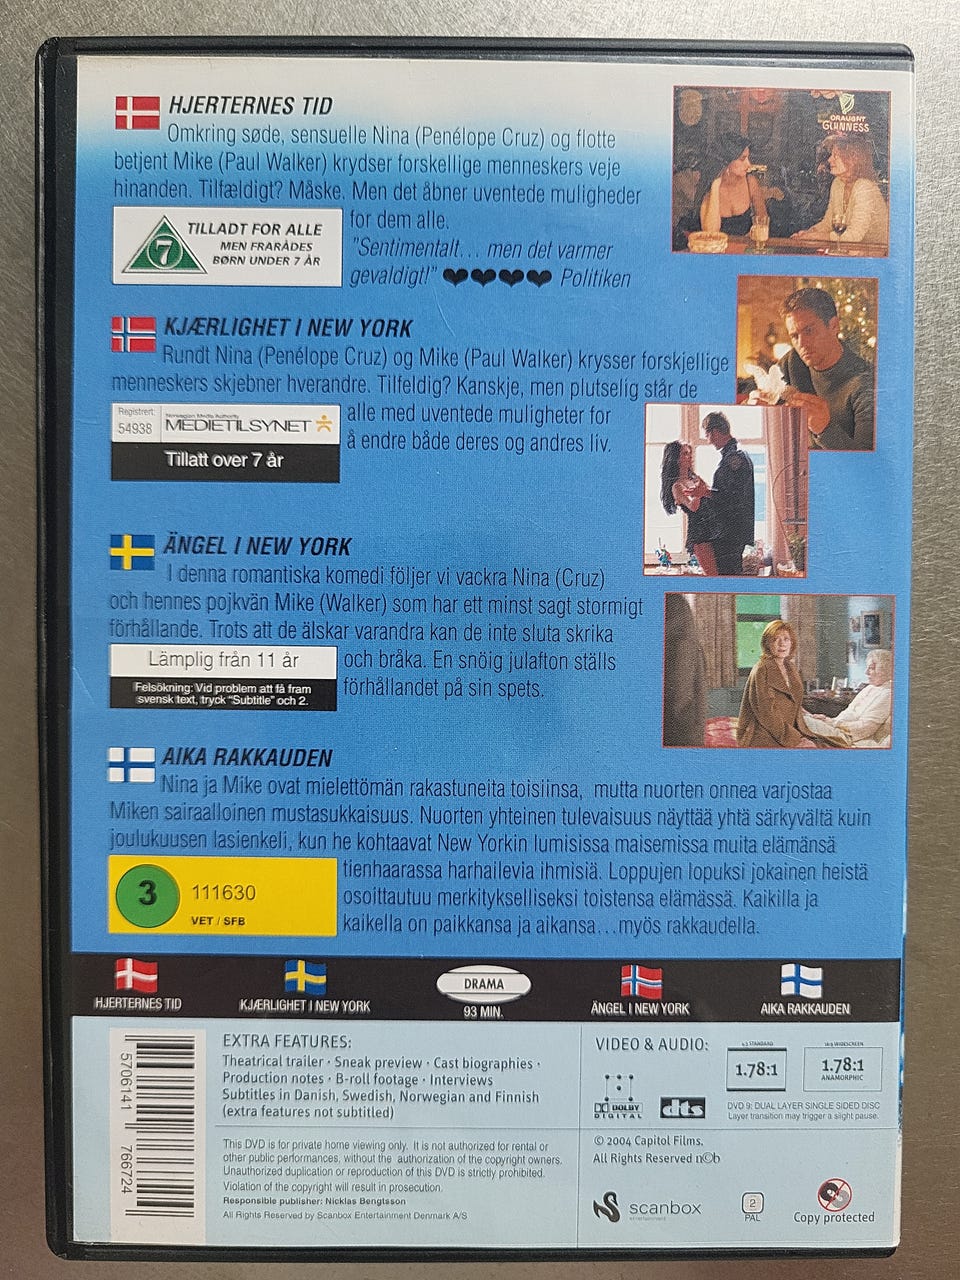 HJERTERNES TID
Omkring søde, sensuelle Nina (Penélope Cruz) og flotte
betjent Mike (Paul Walker) krydser forskellige menneskers veje
hinanden. Tilfældigt? Måske. Men det åbner uventede muligheder
for dem alle.
"Sentimentalt... men det varmer
gevaldigt!" ♥♥♥♥ Politiken
7
TILLADT FOR ALLE
MEN FRARÅDES
BØRN UNDER 7 ÅR
DRAUGHT
GUINNESS
KJÆRLIGHET I NEW YORK
Rundt Nina (Penélope Cruz) og Mike (Paul Walker) krysser forskjellige
menneskers skjebner hverandre. Tilfeldig? Kanskje, men plutselig står de
alle med uventede muligheter for
å endre både deres og andres liv.
Registrert:
54938
Norwegian Media Authority
MEDIETILSYNET
Tillatt over 7 år
ÄNGEL I NEW YORK
I denna romantiska komedi följer vi vackra Nina (Cruz)
och hennes pojkvän Mike (Walker) som har ett minst sagt stormigt
förhållande. Trots att de älskar varandra kan de inte sluta skrika
och bråka. En snöig julafton ställs
förhållandet på sin spets.
Lämplig från 11 år
Felsökning: Vid problem att få fram
svensk text, tryck "Subtitle" och 2.
AIKA RAKKAUDEN
Nina ja Mike ovat mielettömän rakastuneita toisiinsa, mutta nuorten onnea varjostaa
Miken sairaalloinen mustasukkaisuus. Nuorten yhteinen tulevaisuus näyttää yhtä särkyvältä kuin
joulukuusen lasienkeli, kun he kohtaavat New Yorkin lumisissa maisemissa muita elämänsä
tienhaarassa harhailevia ihmisiä. Loppujen lopuksi jokainen heistä
osoittautuu merkitykselliseksi toistensa elämässä. Kaikilla ja
kaikella on paikkansa ja aikansa...myös rakkaudella.
3
111630
VET / SFB
HJERTERNES TID
KJÆRLIGHET I NEW YORK
DRAMA
93 MIN.
ÄNGEL I NEW YORK
AIKA RAKKAUDEN
5706141 766724
EXTRA FEATURES:
Theatrical trailer · Sneak preview · Cast biographies ·
Production notes · B-roll footage · Interviews
Subtitles in Danish, Swedish, Norwegian and Finnish
(extra features not subtitled)
This DVD is for private home viewing only. It is not authorized for rental or
other public performances, without the authorization of the copyright owners.
Unauthorized duplication or reproduction of this DVD is strictly prohibited.
Violation of the copyright will result in prosecution.
Responsible publisher: Nicklas Bengtsson
All Rights Reserved by Scanbox Entertainment Denmark A/S
VIDEO & AUDIO:
DOLBY
DIGITAL
dts
4:3 STANDARD
1.78:1
16:9 WIDESCREEN
1.78:1
ANAMORPHIC
DVD 9: DUAL LAYER SINGLE SIDED DISC
Layer transition may trigger a slight pause.
© 2004 Capitol Films.
All Rights Reserved n©b
scanbox
entertainment
2
PAL
Copy protected